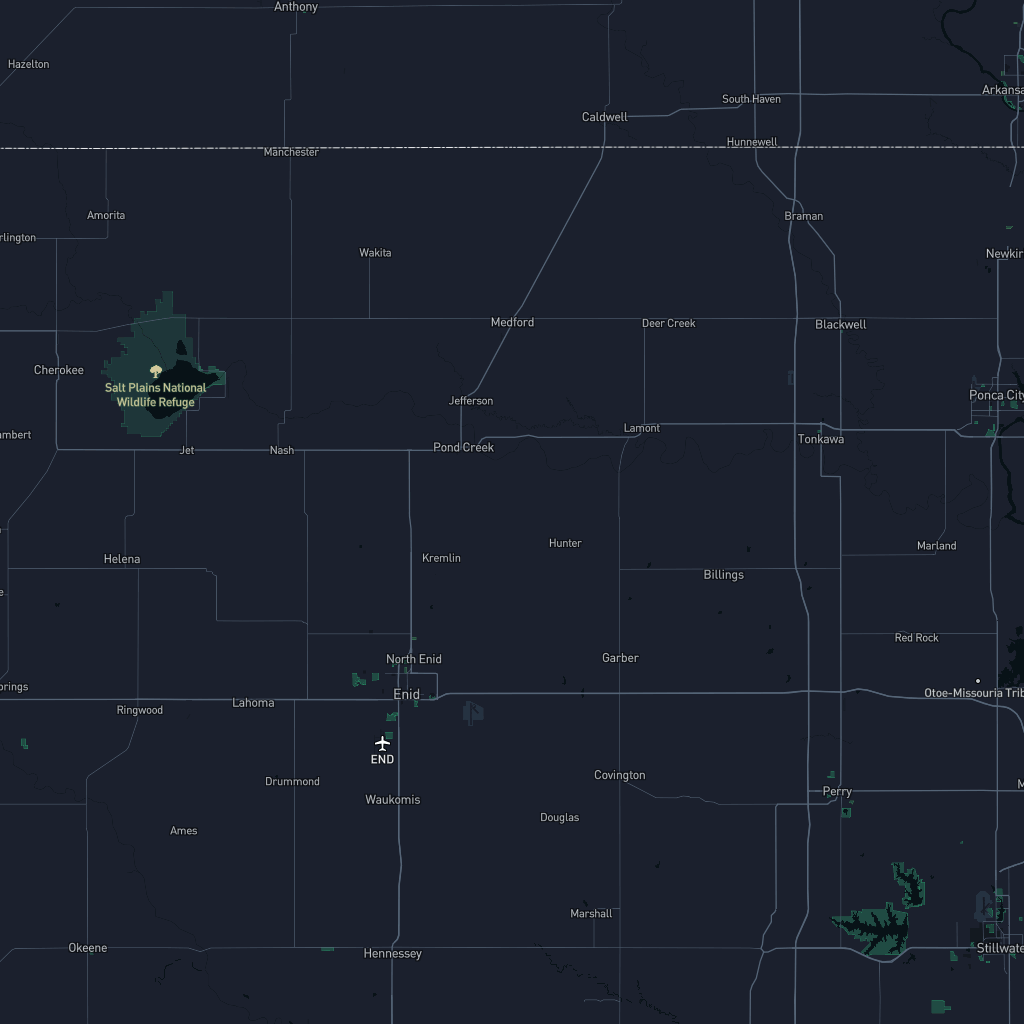 Anthony
Hazelton
Arkansa
South Haven
Caldwell
Hunnewell
Manchester
Amorita
Braman
rlington
Wakita
Newkir
Medford
Deer Creek
Blackwell
Cherokee
Salt Plains National
Wildlife Refuge
Ponca City
Jefferson
Lamont
ambert
Tonkawa
Pond Creek
Jet
Nash
Hunter
Marland
Kremlin
Helena
Billings
Red Rock
North Enid
Garber
prings
Enid
Otoe-Missouria Trib
Lahoma
Ringwood
END
Covington
Drummond
M
Perry
Waukomis
Douglas
Ames
Marshall
Okeene
Hennessey
Stillwate